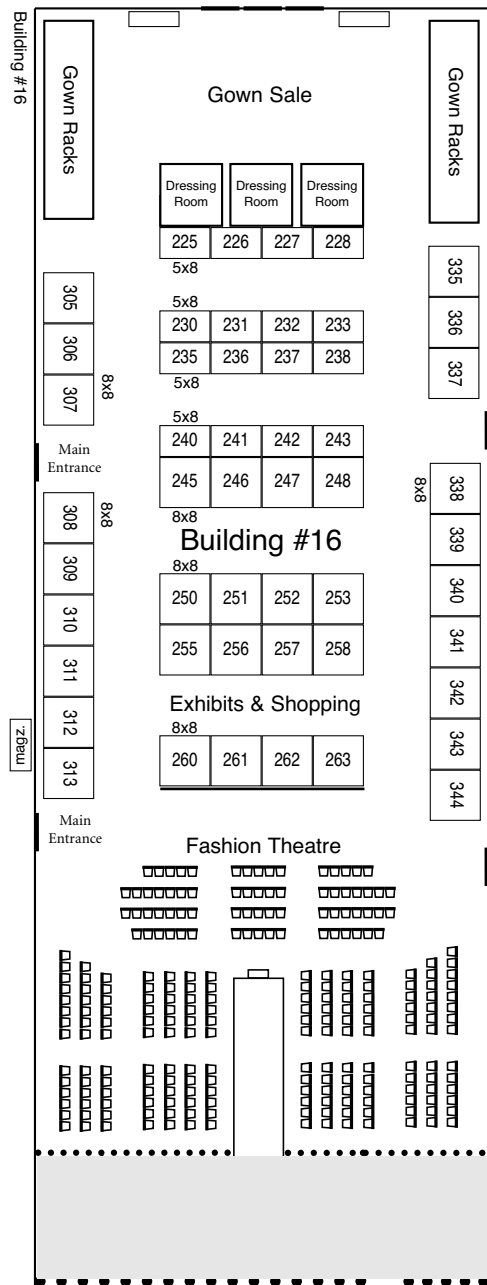 Building #16
Gown Racks
Gown Sale
Gown Racks
Dressing
Room
Dressing
Room
Dressing
Room
225 226 227 228
5x8
335
336
337
305
306
307
8x8
5x8
230 231 232 233
235 236 237 238
5x8
Main
Entrance
5x8
240 241 242 243
245 246 247 248
8x8
308
309
310
311
312
313
8x8
338
339
340
341
342
343
344
8x8
Building #16
8x8
250 251 252 253
255 256 257 258
Exhibits & Shopping
8x8
260 261 262 263
magz.
Main
Entrance
Fashion Theatre